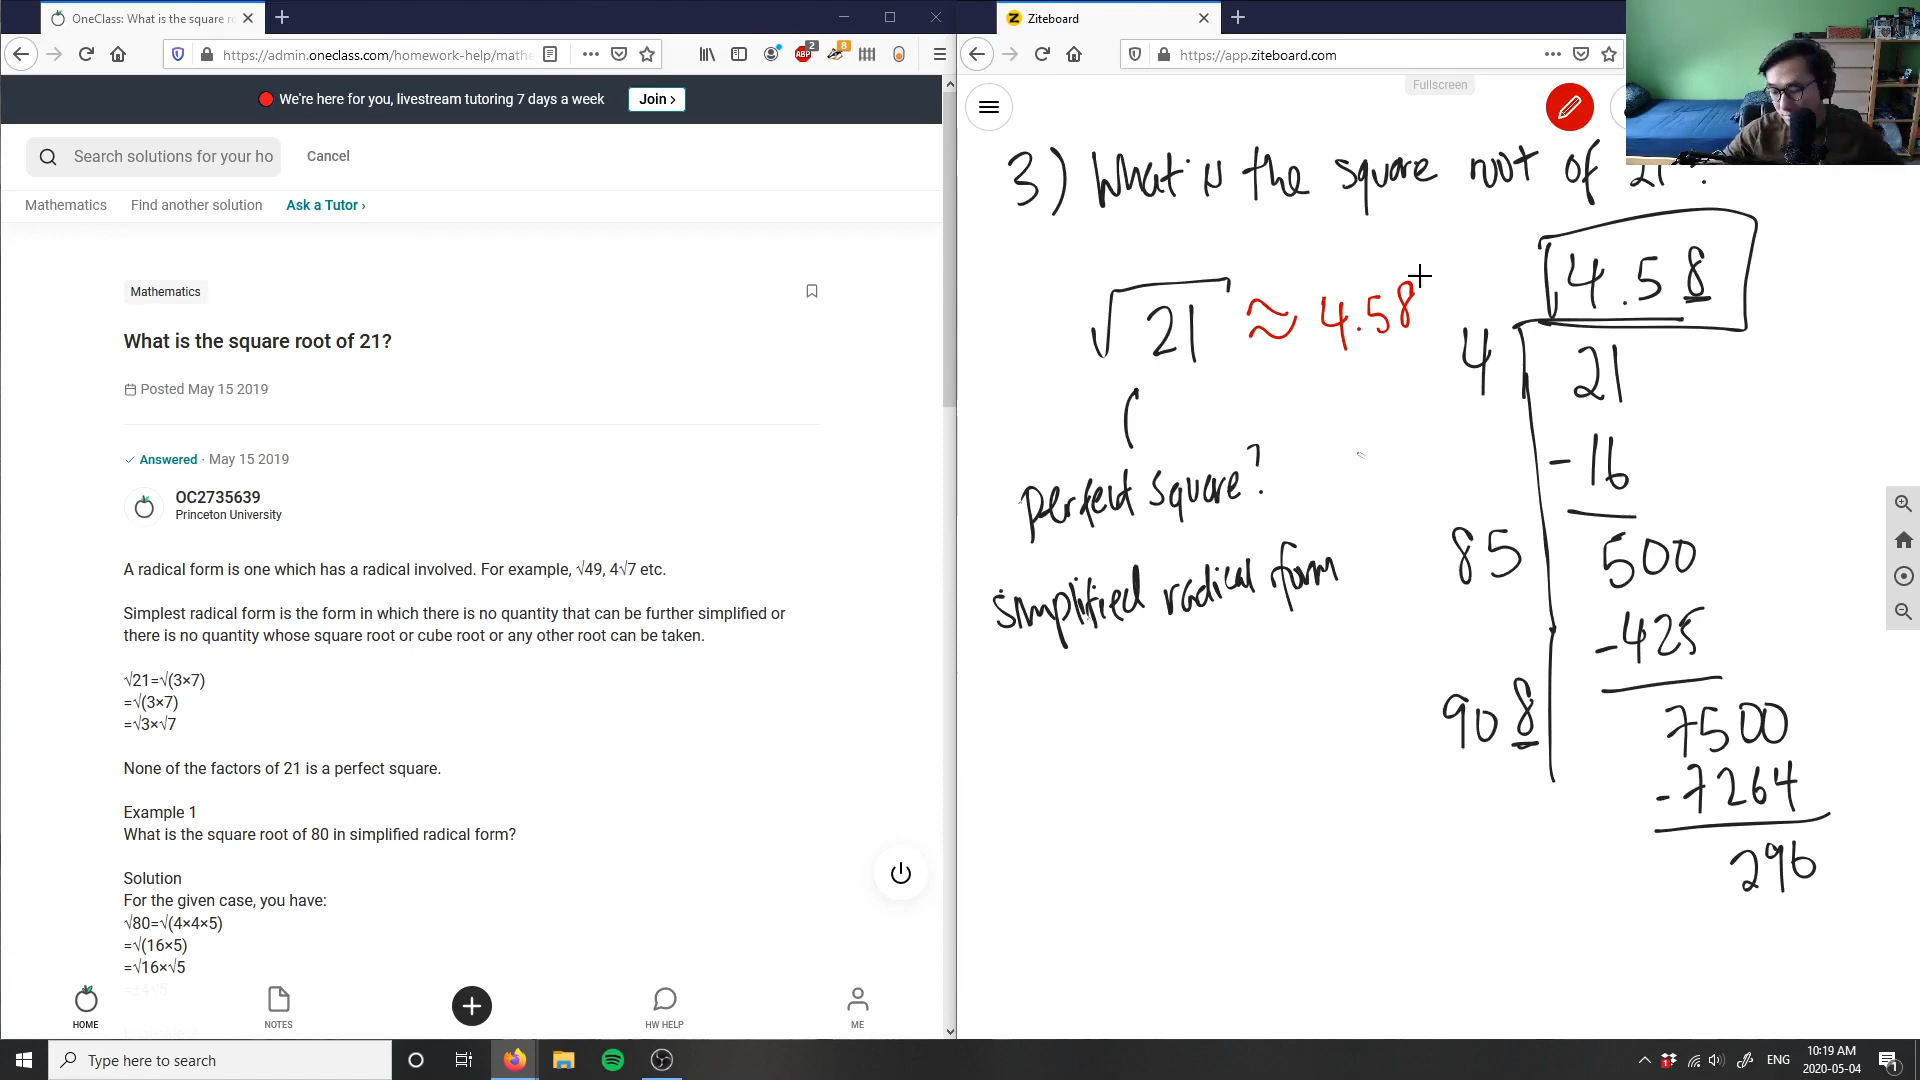 OneClass: What is the square ro
https://admin.oneclass.com/homework-help/mathe
ABP
2
8
We're here for you, livestream tutoring 7 days a week
Join ›
Search solutions for your ho
Cancel
Mathematics
Find another solution
Ask a Tutor ›
Mathematics
What is the square root of 21?
Posted May 15 2019
Answered · May 15 2019
OC2735639
Princeton University
A radical form is one which has a radical involved. For example, √49, 4√7 etc.
Simplest radical form is the form in which there is no quantity that can be further simplified or
there is no quantity whose square root or cube root or any other root can be taken.
√21=√(3×7)
=√(3×7)
=√3×√7
None of the factors of 21 is a perfect square.
Example 1
What is the square root of 80 in simplified radical form?
Solution
For the given case, you have:
√80=√(4×4×5)
=√(16×5)
=√16×√5
=±4√5
HOME
NOTES
HW HELP
ME
Ziteboard
https://app.ziteboard.com
Fullscreen
3) What is the square root of 21?
√21 ≈ 4.58
perfect square?
simplified radical form
4.58
4 21
-16
85 500
-425
908 7500
-7264
296
Type here to search
ENG
10:19 AM
2020-05-04
1